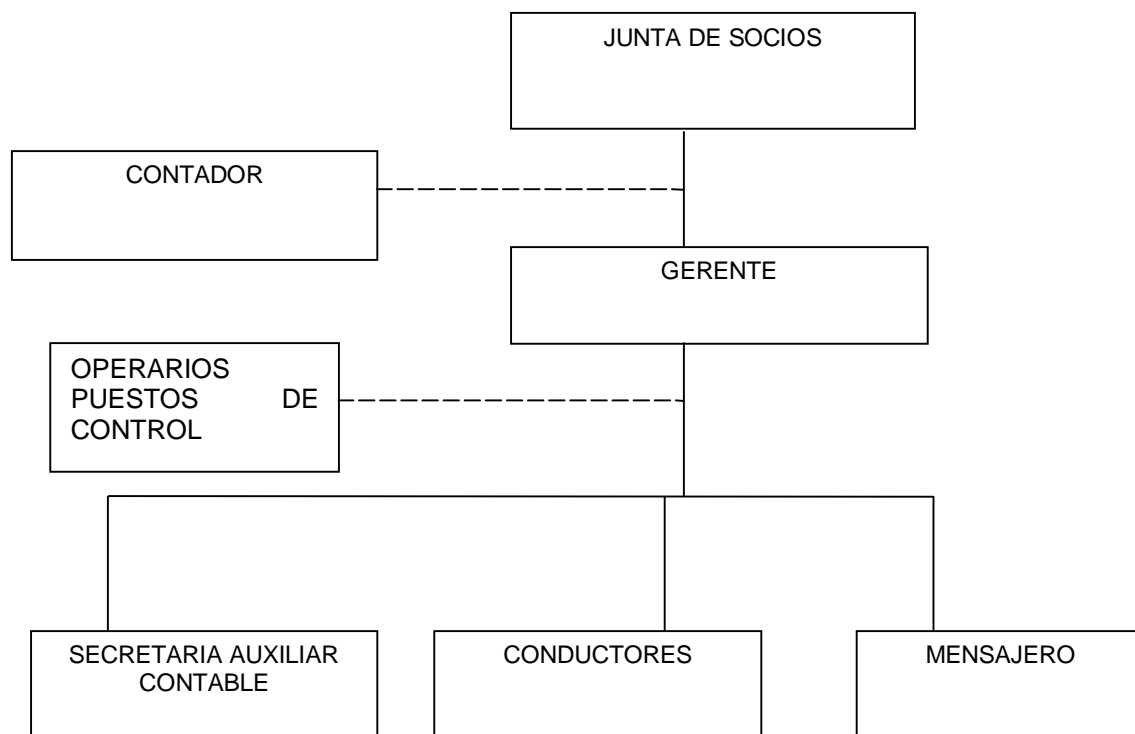 JUNTA DE SOCIOS
CONTADOR
GERENTE
OPERARIOS
PUESTOS DE
CONTROL
SECRETARIA AUXILIAR
CONTABLE
CONDUCTORES
MENSAJERO